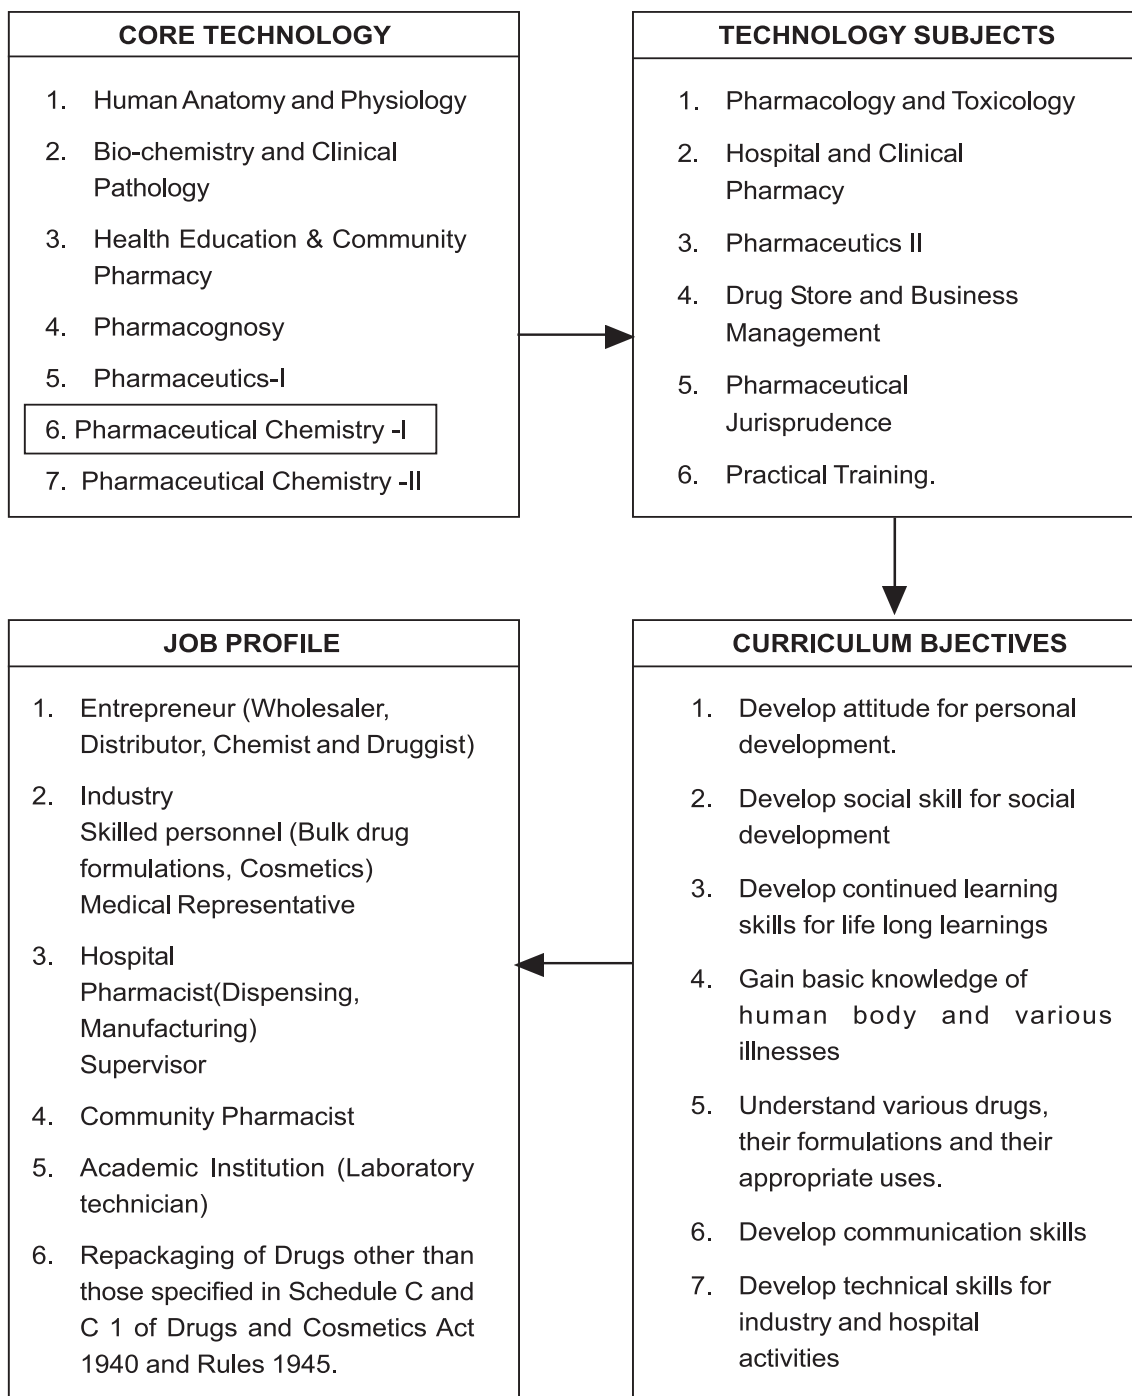 CORE TECHNOLOGY
1. Human Anatomy and Physiology
2. Bio-chemistry and Clinical
Pathology
3. Health Education & Community
Pharmacy
4. Pharmacognosy
5. Pharmaceutics-I
6. Pharmaceutical Chemistry -I
7. Pharmaceutical Chemistry -II
TECHNOLOGY SUBJECTS
1. Pharmacology and Toxicology
2. Hospital and Clinical
Pharmacy
3. Pharmaceutics II
4. Drug Store and Business
Management
5. Pharmaceutical
Jurisprudence
6. Practical Training.
CURRICULUM BJECTIVES
1. Develop attitude for personal
development.
2. Develop social skill for social
development
3. Develop continued learning
skills for life long learnings
4. Gain basic knowledge of
human body and various
illnesses
5. Understand various drugs,
their formulations and their
appropriate uses.
6. Develop communication skills
7. Develop technical skills for
industry and hospital
activities
JOB PROFILE
1. Entrepreneur (Wholesaler,
Distributor, Chemist and Druggist)
2. Industry
Skilled personnel (Bulk drug
formulations, Cosmetics)
Medical Representative
3. Hospital
Pharmacist(Dispensing,
Manufacturing)
Supervisor
4. Community Pharmacist
5. Academic Institution (Laboratory
technician)
6. Repackaging of Drugs other than
those specified in Schedule C and
C 1 of Drugs and Cosmetics Act
1940 and Rules 1945.